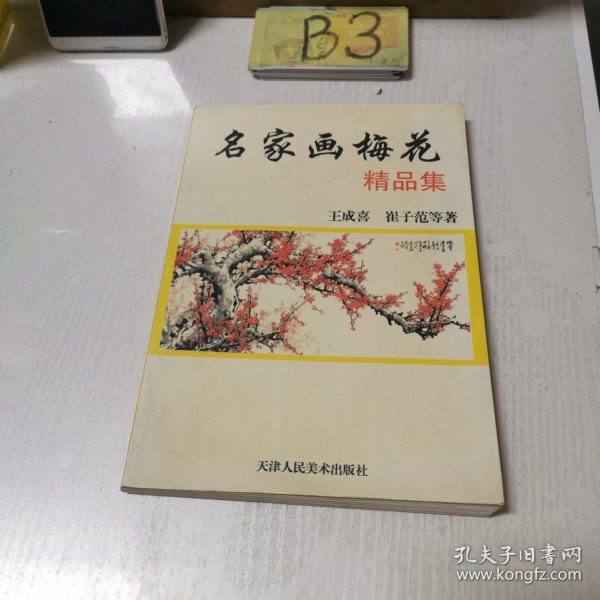 B3
名家画梅花
精品集
王成喜 崔子范等著
天津人民美术出版社
孔夫子旧书网
www.kongfz.com